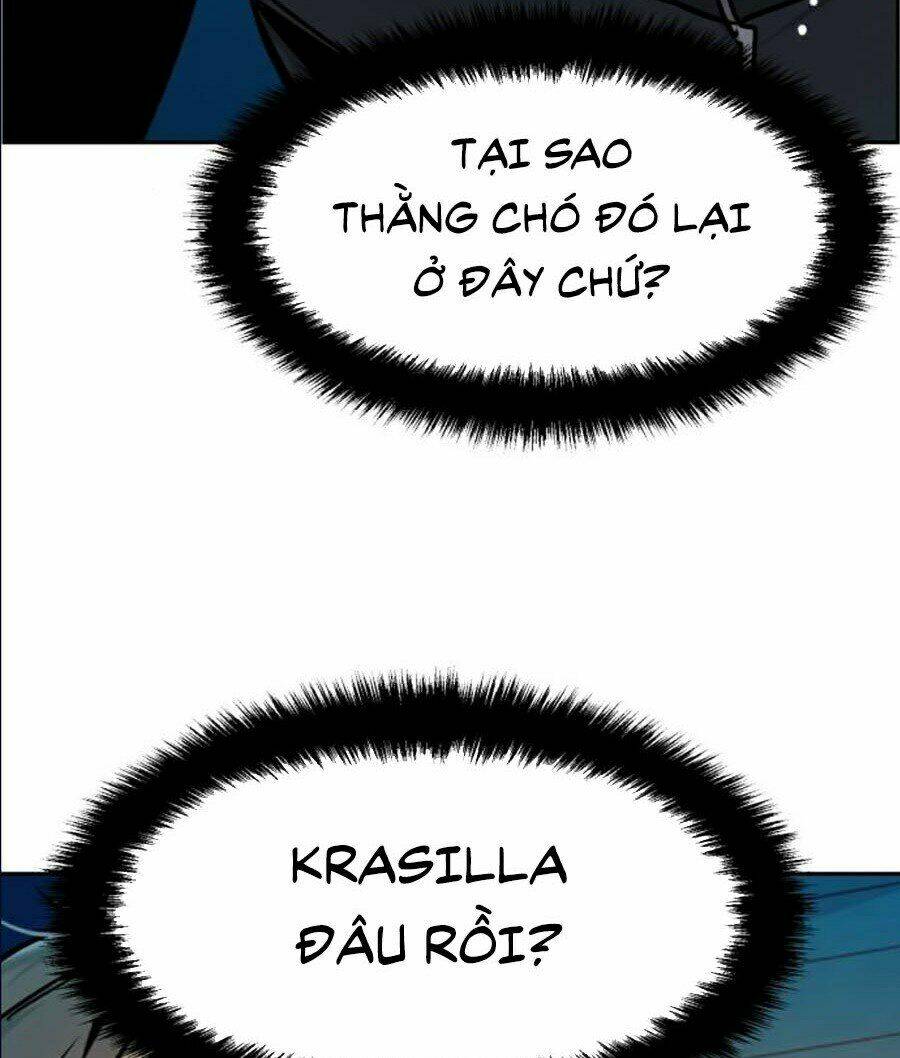 TẠI SAO
THẰNG CHÓ ĐÓ LẠI
Ở ĐÂY CHỨ?
KRASILLA
ĐÂU RỒI?